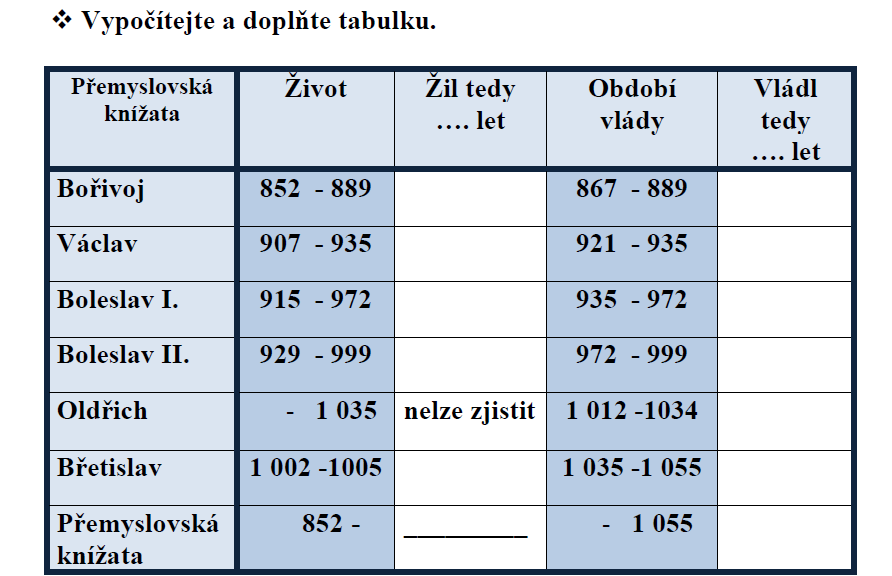 ❖ Vypočítejte a doplňte tabulku.
Přemyslovská knížata | Život | Žil tedy …. let | Období vlády | Vládl tedy …. let
Bořivoj | 852 - 889 | | 867 - 889 |
Václav | 907 - 935 | | 921 - 935 |
Boleslav I. | 915 - 972 | | 935 - 972 |
Boleslav II. | 929 - 999 | | 972 - 999 |
Oldřich | - 1 035 | nelze zjistit | 1 012 -1034 |
Břetislav | 1 002 -1005 | | 1 035 -1 055 |
Přemyslovská knížata | 852 - | _________ | - 1 055 |